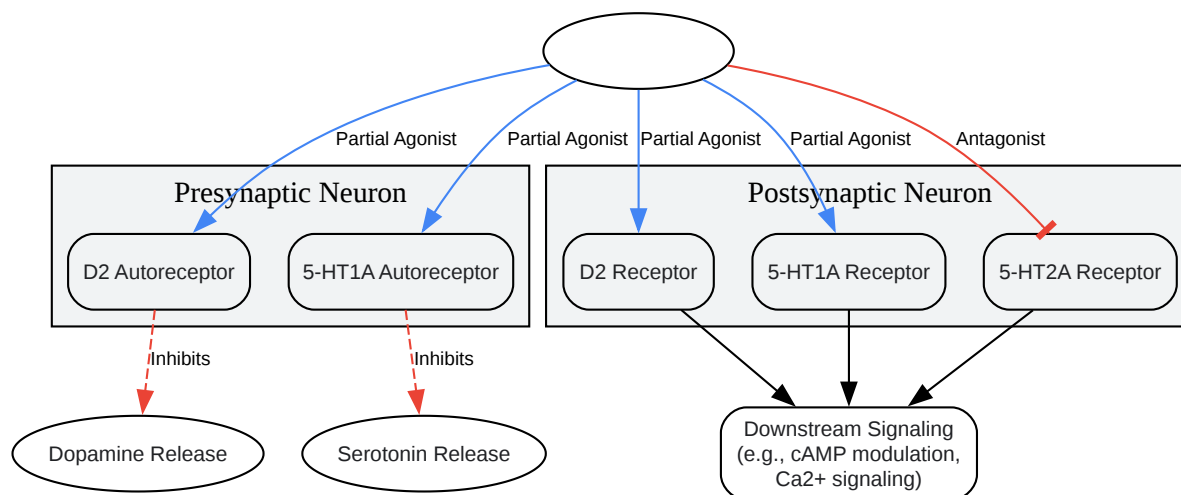 Partial Agonist
Partial Agonist
Partial Agonist
Partial Agonist
Antagonist
Presynaptic Neuron
Postsynaptic Neuron
D2 Autoreceptor
5-HT1A Autoreceptor
D2 Receptor
5-HT1A Receptor
5-HT2A Receptor
Inhibits
Inhibits
Dopamine Release
Serotonin Release
Downstream Signaling
(e.g., cAMP modulation,
Ca2+ signaling)